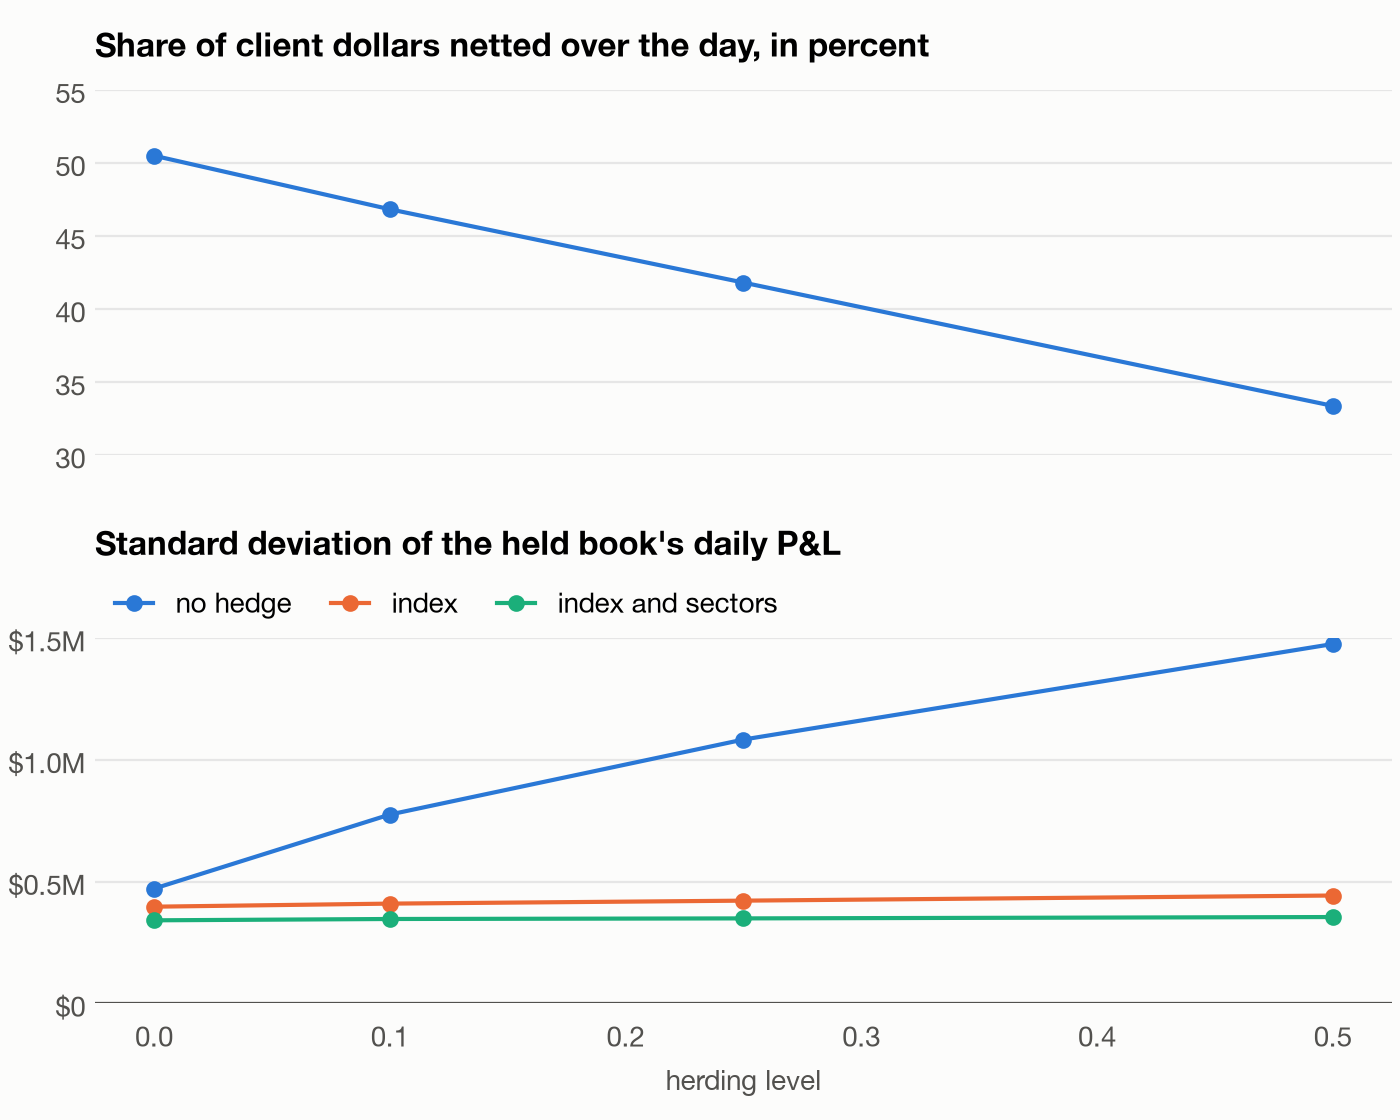 Share of client dollars netted over the day, in percent
55
50
45
40
35
30
Standard deviation of the held book's daily P&L
no hedge index index and sectors
$1.5M
$1.0M
$0.5M
$0
0.0 0.1 0.2 0.3 0.4 0.5
herding level